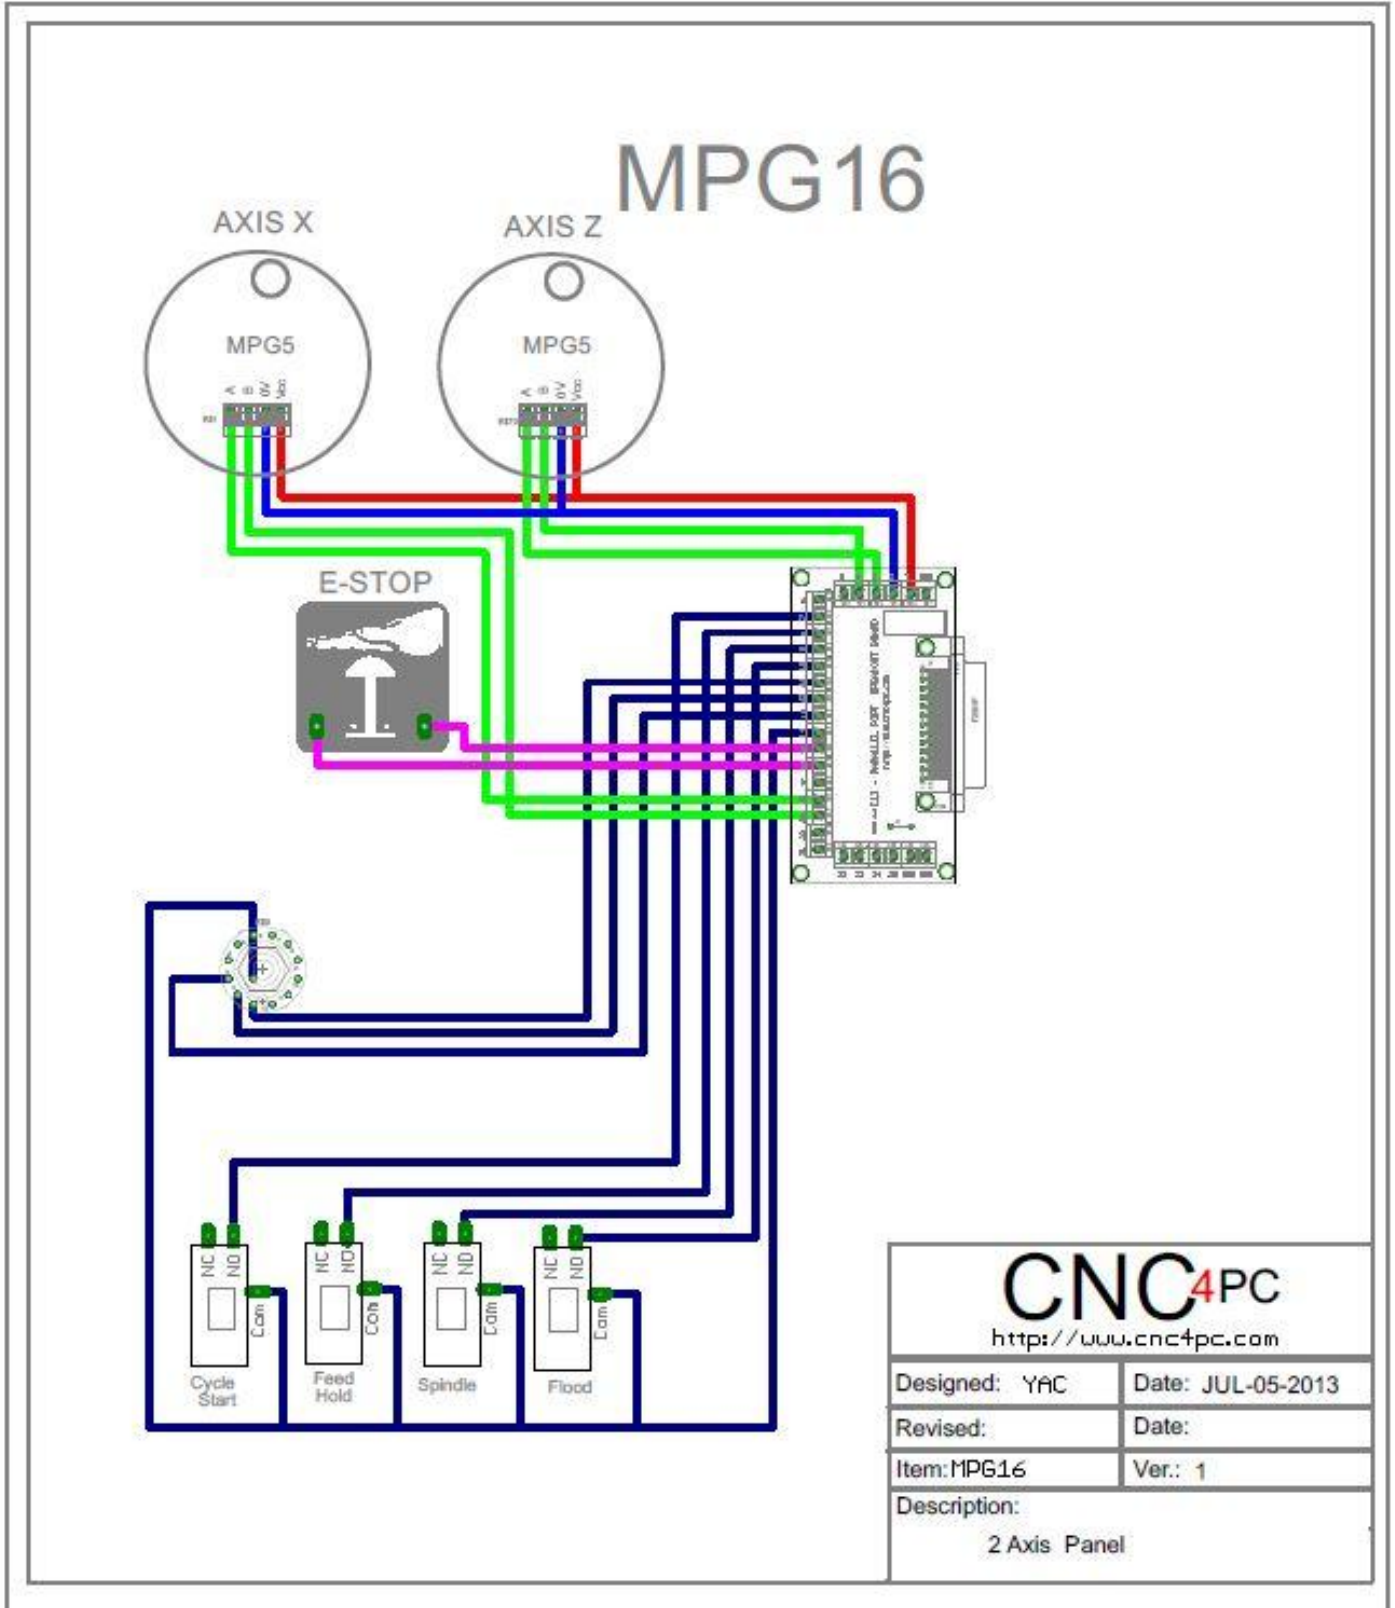 MPG16
AXIS X
AXIS Z
MPG5
MPG5
A B 0V Vcc
A B 0V Vcc
E-STOP
NC NO
NC NO
NC NO
NC NO
Com
Com
Com
Com
Cycle
Start
Feed
Hold
Spindle
Flood
CNC4PC
http://www.cnc4pc.com
Designed: YAC
Date: JUL-05-2013
Revised:
Date:
Item: MPG16
Ver.: 1
Description:
2 Axis Panel